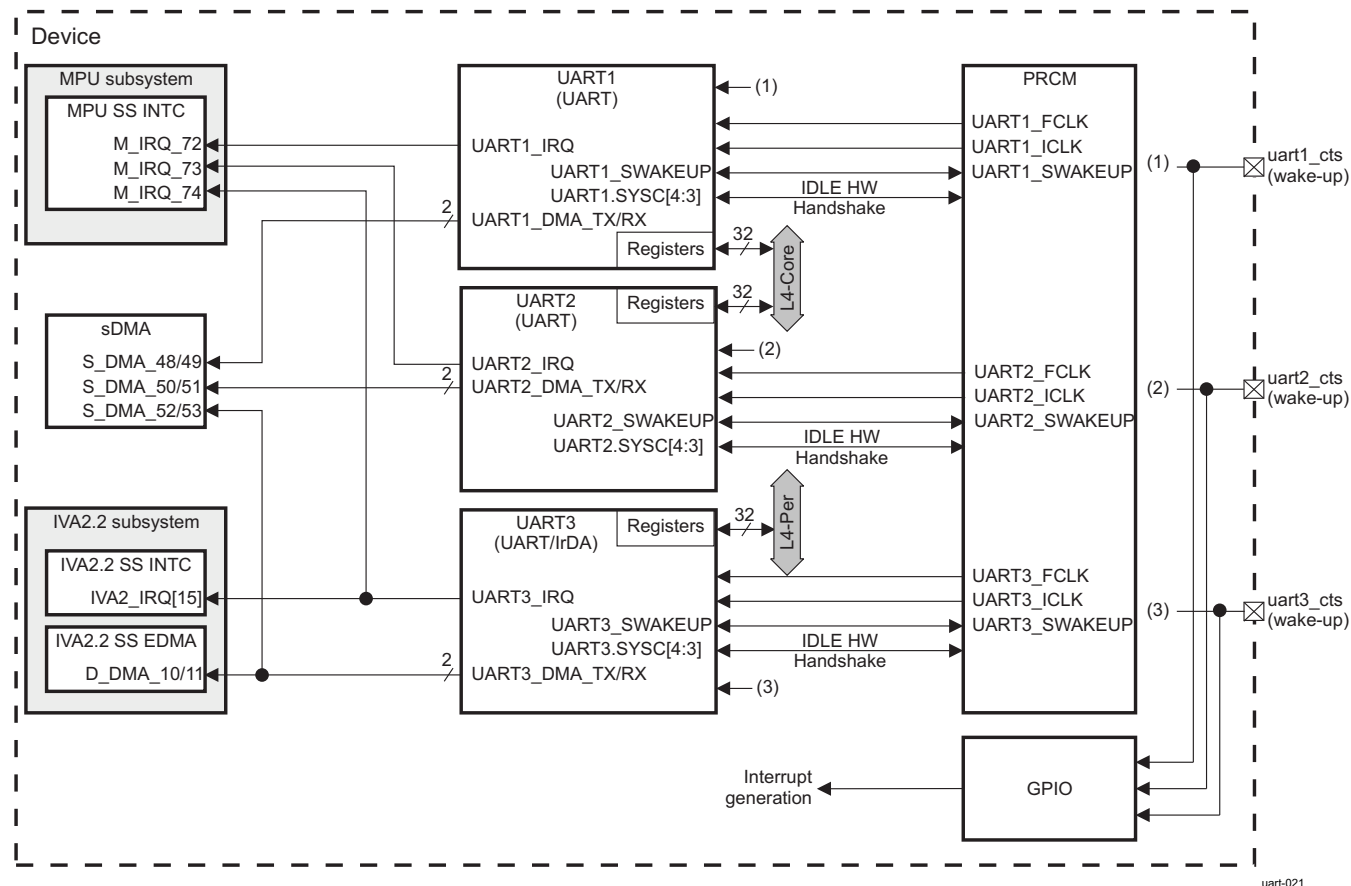 Device
MPU subsystem
MPU SS INTC
M_IRQ_72
M_IRQ_73
M_IRQ_74
sDMA
S_DMA_48/49
S_DMA_50/51
S_DMA_52/53
IVA2.2 subsystem
IVA2.2 SS INTC
IVA2_IRQ[15]
IVA2.2 SS EDMA
D_DMA_10/11
UART1
(UART)
(1)
UART1_IRQ
UART1_SWAKEUP
UART1.SYSC[4:3]
2
UART1_DMA_TX/RX
Registers
32
IDLE HW
Handshake
L4-Core
UART2
(UART)
Registers
32
(2)
UART2_IRQ
2
UART2_DMA_TX/RX
UART2_SWAKEUP
UART2.SYSC[4:3]
IDLE HW
Handshake
L4-Per
UART3
(UART/IrDA)
Registers
32
UART3_IRQ
UART3_SWAKEUP
UART3.SYSC[4:3]
2
UART3_DMA_TX/RX
IDLE HW
Handshake
(3)
PRCM
UART1_FCLK
UART1_ICLK
UART1_SWAKEUP
UART2_FCLK
UART2_ICLK
UART2_SWAKEUP
UART3_FCLK
UART3_ICLK
UART3_SWAKEUP
(1)
uart1_cts
(wake-up)
(2)
uart2_cts
(wake-up)
(3)
uart3_cts
(wake-up)
Interrupt
generation
GPIO
uart-021